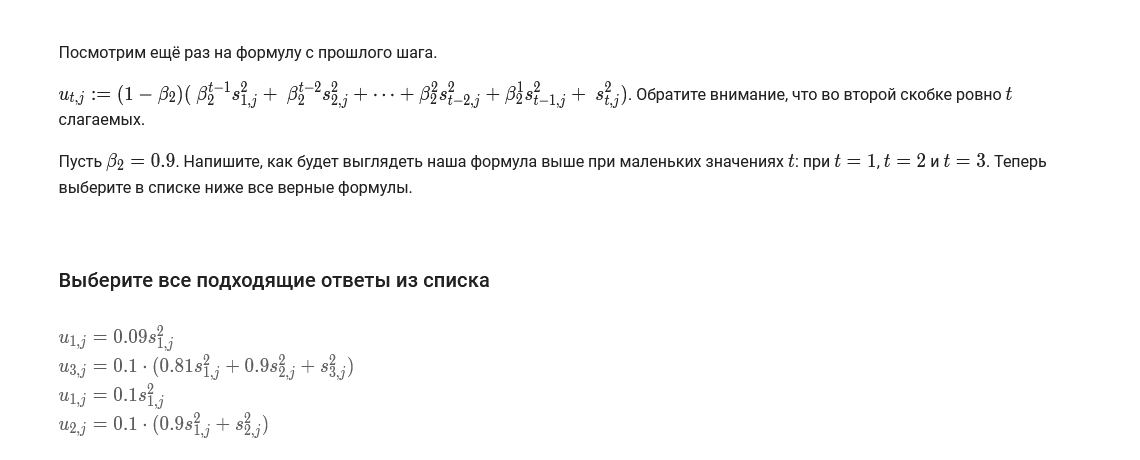 Посмотрим ещё раз на формулу с прошлого шага.
$u_{t,j} := (1 - \beta_2)( \beta_2^{t-1} s_{1,j}^2 + \beta_2^{t-2} s_{2,j}^2 + \cdots + \beta_2^2 s_{t-2,j}^2 + \beta_2^1 s_{t-1,j}^2 + s_{t,j}^2)$. Обратите внимание, что во второй скобке ровно $t$
слагаемых.
Пусть $\beta_2 = 0.9$. Напишите, как будет выглядеть наша формула выше при маленьких значениях $t$: при $t = 1$, $t = 2$ и $t = 3$. Теперь
выберите в списке ниже все верные формулы.
Выберите все подходящие ответы из списка
$u_{1,j} = 0.09s_{1,j}^2$
$u_{3,j} = 0.1 \cdot (0.81s_{1,j}^2 + 0.9s_{2,j}^2 + s_{3,j}^2)$
$u_{1,j} = 0.1s_{1,j}^2$
$u_{2,j} = 0.1 \cdot (0.9s_{1,j}^2 + s_{2,j}^2)$